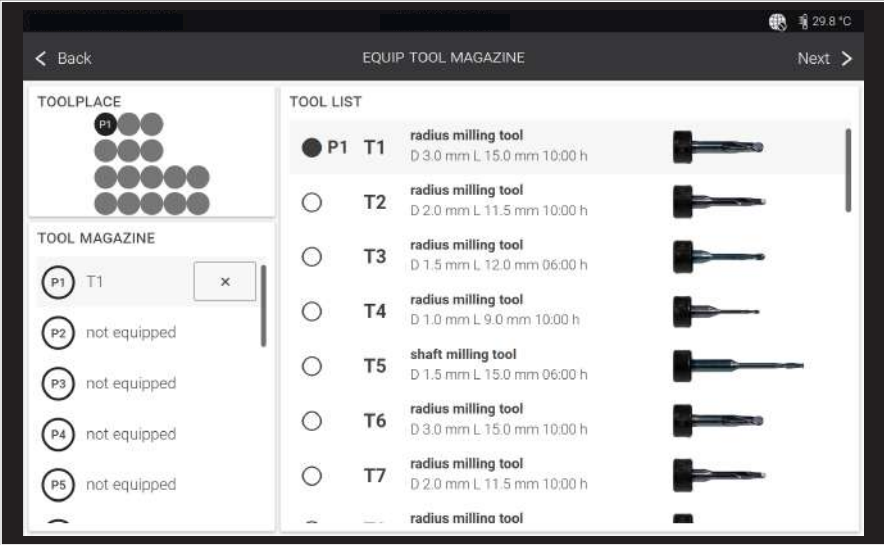 29.8 °C
Back
EQUIP TOOL MAGAZINE
Next
TOOLPLACE
P1
TOOL MAGAZINE
P1 T1 ×
P2 not equipped
P3 not equipped
P4 not equipped
P5 not equipped
TOOL LIST
P1 T1 radius milling tool
D 3.0 mm L 15.0 mm 10:00 h
T2 radius milling tool
D 2.0 mm L 11.5 mm 10:00 h
T3 radius milling tool
D 1.5 mm L 12.0 mm 06:00 h
T4 radius milling tool
D 1.0 mm L 9.0 mm 10:00 h
T5 shaft milling tool
D 1.5 mm L 15.0 mm 06:00 h
T6 radius milling tool
D 3.0 mm L 15.0 mm 10:00 h
T7 radius milling tool
D 2.0 mm L 11.5 mm 10:00 h
radius milling tool